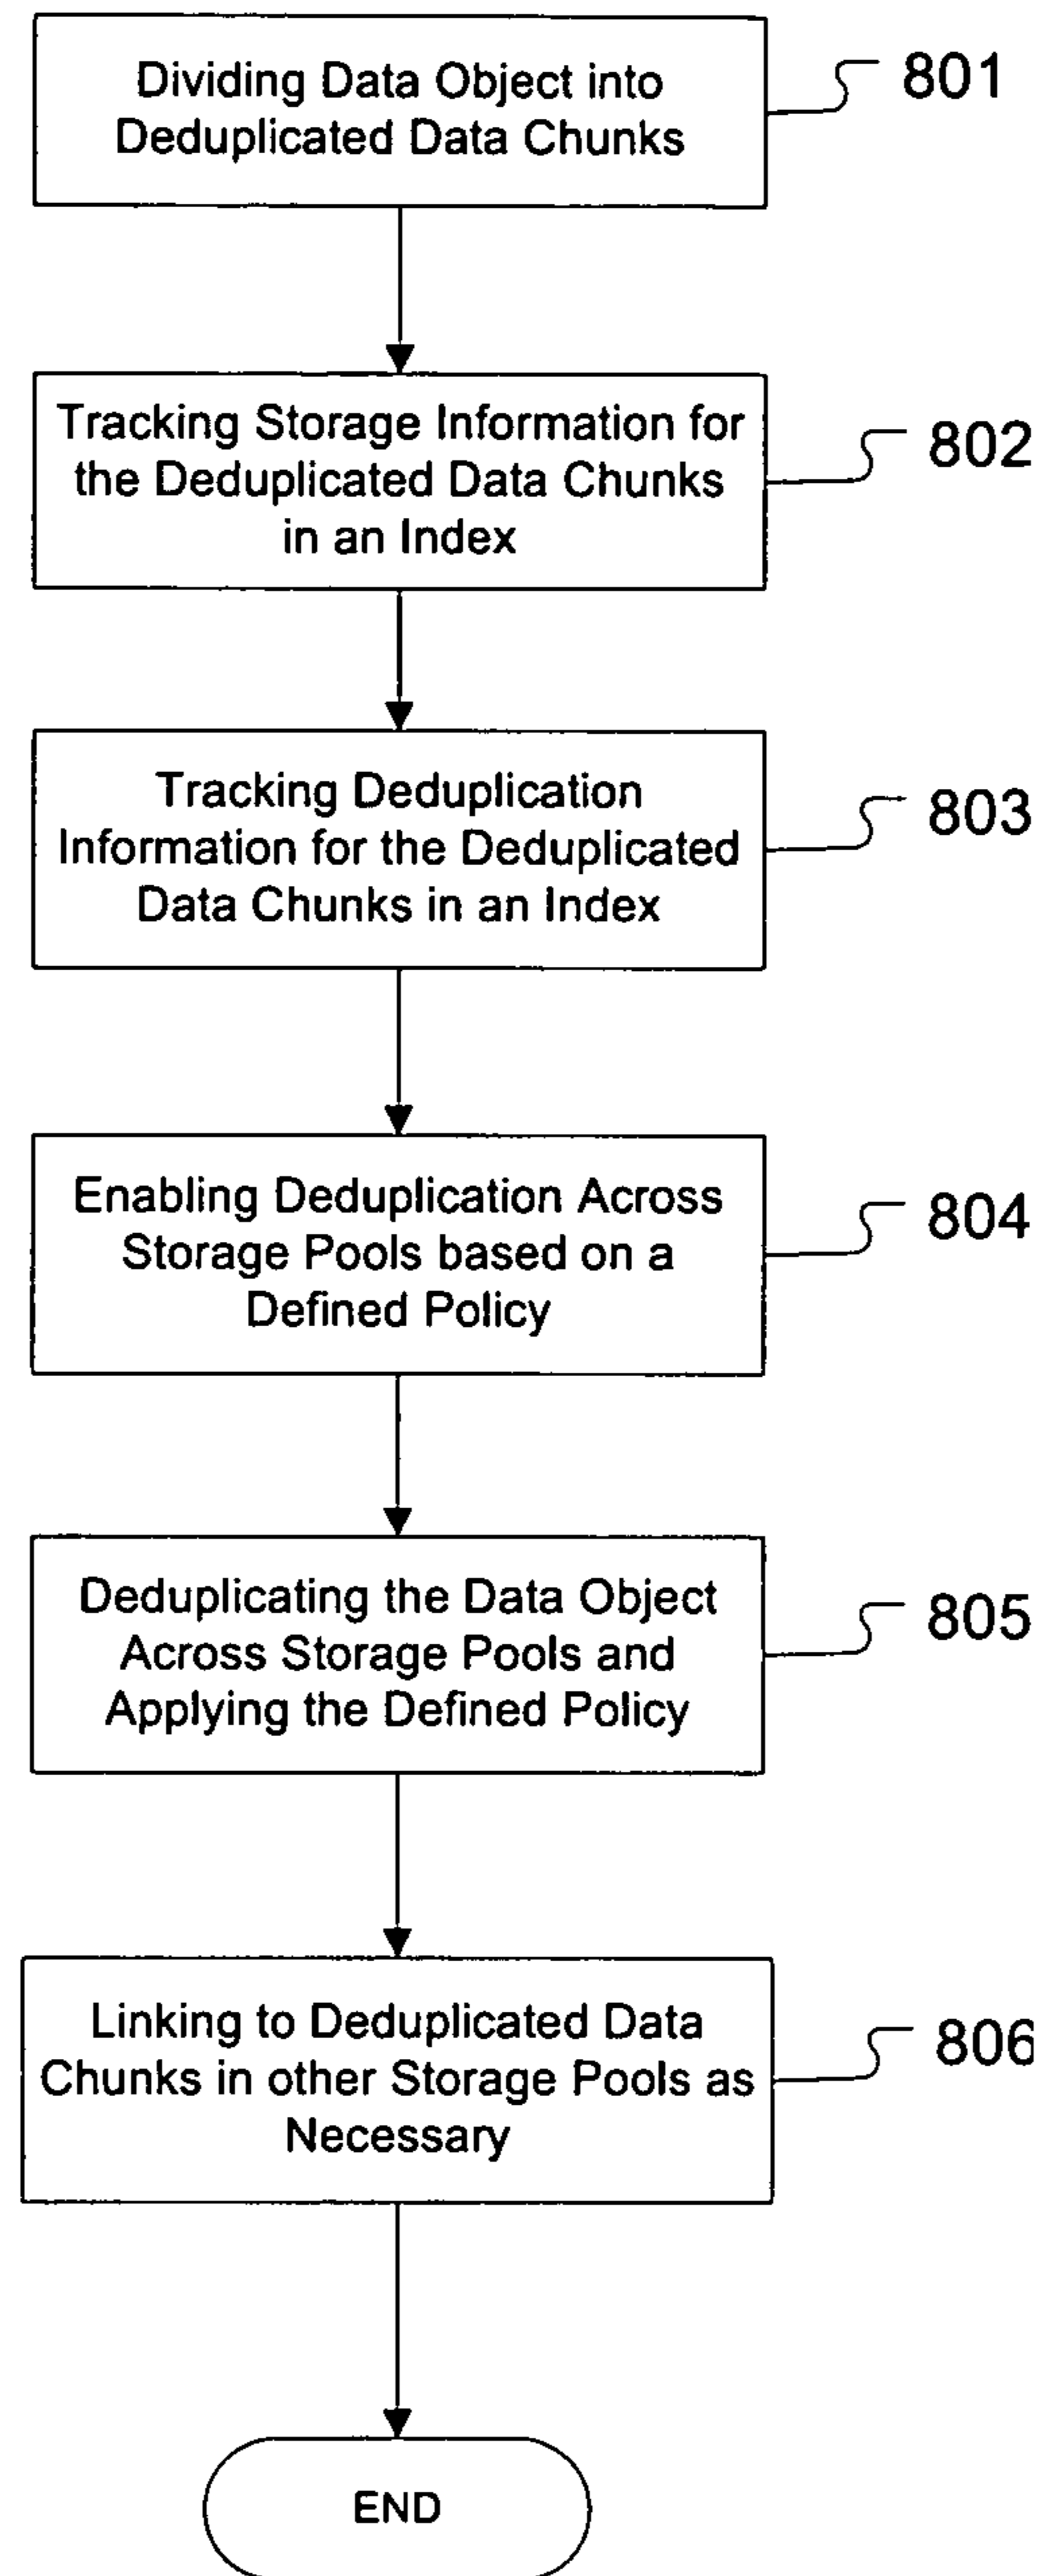 Dividing Data Object into
Deduplicated Data Chunks
801
Tracking Storage Information for
the Deduplicated Data Chunks
in an Index
802
Tracking Deduplication
Information for the Deduplicated
Data Chunks in an Index
803
Enabling Deduplication Across
Storage Pools based on a
Defined Policy
804
Deduplicating the Data Object
Across Storage Pools and
Applying the Defined Policy
805
Linking to Deduplicated Data
Chunks in other Storage Pools as
Necessary
806
END